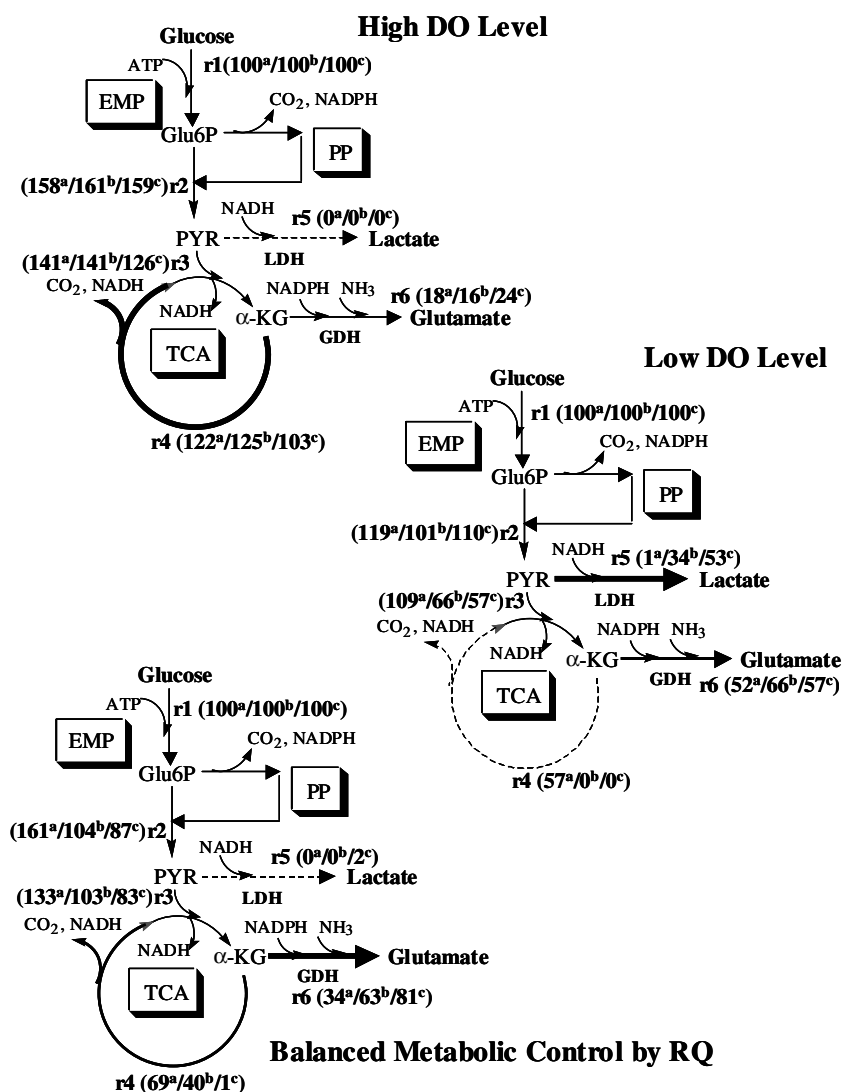 High DO Level
Glucose
ATP
r1(100ᵃ/100ᵇ/100ᶜ)
EMP
CO₂, NADPH
Glu6P
PP
(158ᵃ/161ᵇ/159ᶜ)r2
NADH
r5 (0ᵃ/0ᵇ/0ᶜ)
PYR
Lactate
LDH
(141ᵃ/141ᵇ/126ᶜ)r3
CO₂, NADH
NADPH NH₃
r6 (18ᵃ/16ᵇ/24ᶜ)
NADH
α-KG
Glutamate
GDH
TCA
r4 (122ᵃ/125ᵇ/103ᶜ)
Low DO Level
Glucose
ATP
r1 (100ᵃ/100ᵇ/100ᶜ)
EMP
CO₂, NADPH
Glu6P
PP
(119ᵃ/101ᵇ/110ᶜ)r2
NADH
r5 (1ᵃ/34ᵇ/53ᶜ)
PYR
Lactate
LDH
(109ᵃ/66ᵇ/57ᶜ)r3
CO₂, NADH
NADPH NH₃
NADH
α-KG
Glutamate
GDH
r6 (52ᵃ/66ᵇ/57ᶜ)
TCA
r4 (57ᵃ/0ᵇ/0ᶜ)
Glucose
ATP
r1 (100ᵃ/100ᵇ/100ᶜ)
EMP
CO₂, NADPH
Glu6P
PP
(161ᵃ/104ᵇ/87ᶜ)r2
NADH
r5 (0ᵃ/0ᵇ/2ᶜ)
PYR
Lactate
LDH
(133ᵃ/103ᵇ/83ᶜ)r3
CO₂, NADH
NADPH NH₃
NADH
α-KG
Glutamate
GDH
r6 (34ᵃ/63ᵇ/81ᶜ)
TCA
Balanced Metabolic Control by RQ
r4 (69ᵃ/40ᵇ/1ᶜ)